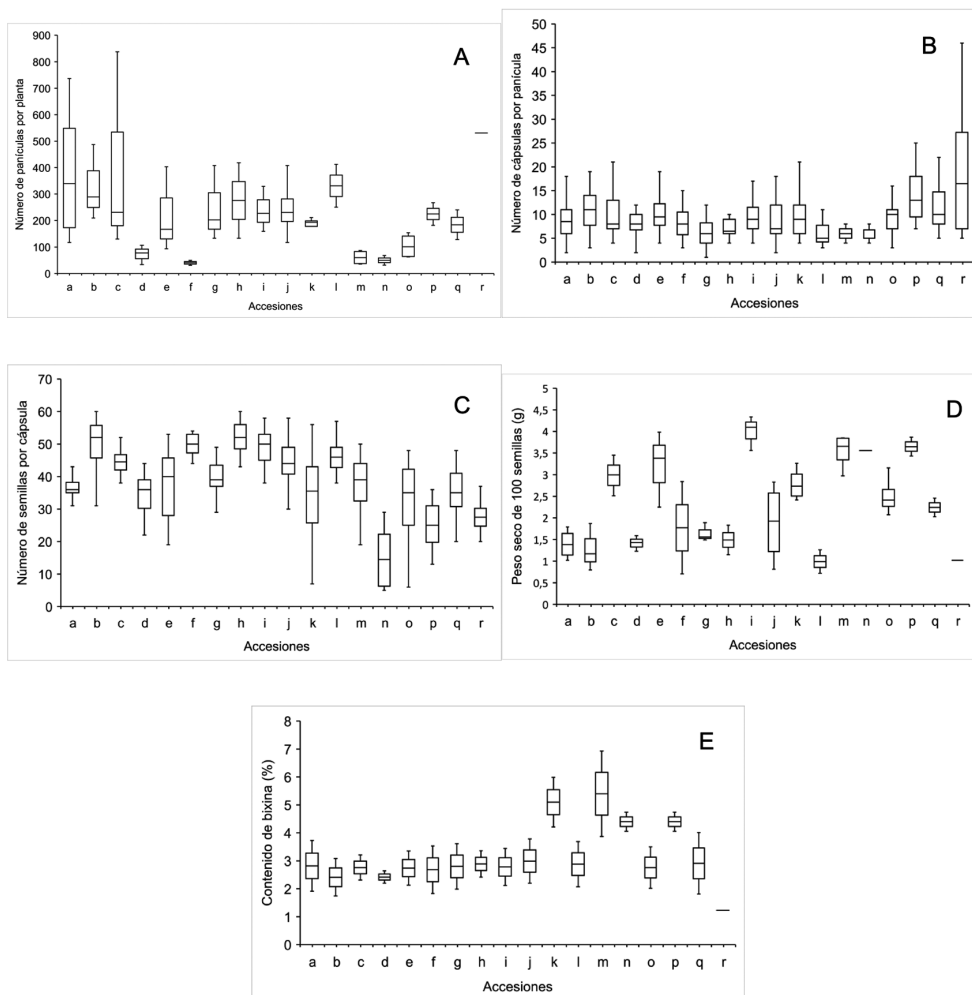 A
Número de panículas por planta
900
800
700
600
500
400
300
200
100
0
a b c d e f g h i j k l m n o p q r
Accesiones
B
Número de cápsulas por panícula
50
45
40
35
30
25
20
15
10
5
0
a b c d e f g h i j k l m n o p q r
Accesiones
C
Número de semillas por cápsula
70
60
50
40
30
20
10
0
a b c d e f g h i j k l m n o p q r
Accesiones
D
Peso seco de 100 semillas (g)
5
4,5
4
3,5
3
2,5
2
1,5
1
0,5
0
a b c d e f g h i j k l m n o p q r
Accesiones
E
Contenido de bixina (%)
8
7
6
5
4
3
2
1
0
a b c d e f g h i j k l m n o p q r
Accesiones